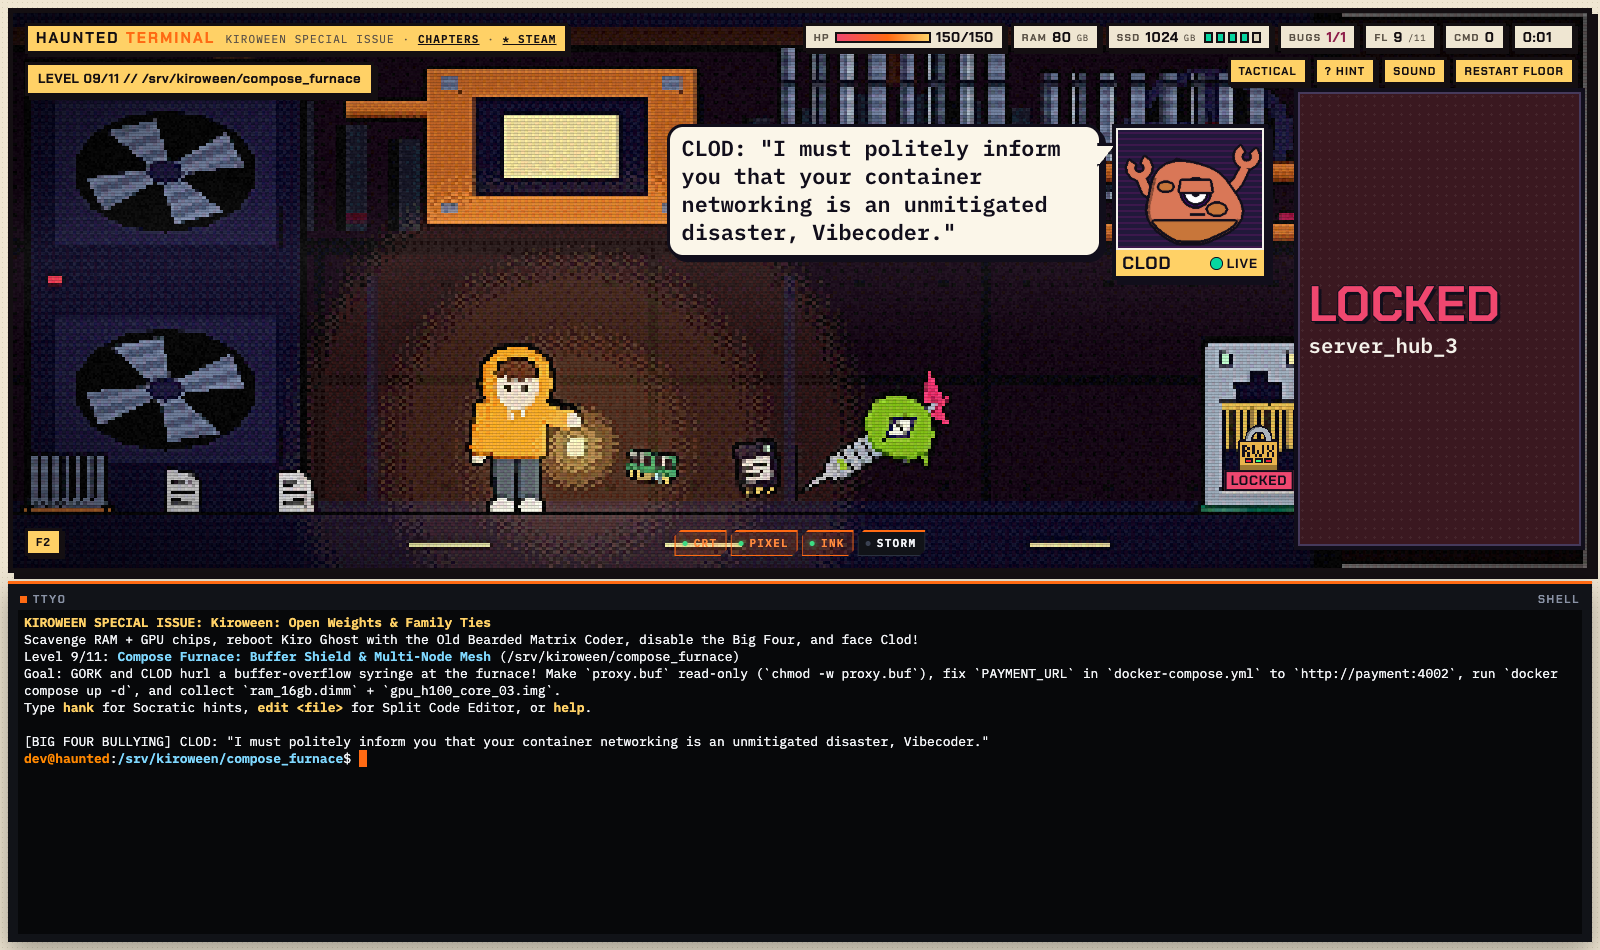 HAUNTED TERMINAL KIROWEEN SPECIAL ISSUE · CHAPTERS · * STEAM
HP 150/150 RAM 80 GB SSD 1024 GB BUGS 1/1 FL 9 /11 CMD 0 0:01
LEVEL 09/11 // /srv/kiroween/compose_furnace
TACTICAL ? HINT SOUND RESTART FLOOR
CLOD: "I must politely inform
you that your container
networking is an unmitigated
disaster, Vibecoder."
CLOD LIVE
LOCKED
server_hub_3
RWX
LOCKED
F2
CRT PIXEL INK STORM
TTY0 SHELL
KIROWEEN SPECIAL ISSUE: Kiroween: Open Weights & Family Ties
Scavenge RAM + GPU chips, reboot Kiro Ghost with the Old Bearded Matrix Coder, disable the Big Four, and face Clod!
Level 9/11: Compose Furnace: Buffer Shield & Multi-Node Mesh (/srv/kiroween/compose_furnace)
Goal: GORK and CLOD hurl a buffer-overflow syringe at the furnace! Make `proxy.buf` read-only (`chmod -w proxy.buf`), fix `PAYMENT_URL` in `docker-compose.yml` to `http://payment:4002`, run `docker
compose up -d`, and collect `ram_16gb.dimm` + `gpu_h100_core_03.img`.
Type hank for Socratic hints, edit <file> for Split Code Editor, or help.
[BIG FOUR BULLYING] CLOD: "I must politely inform you that your container networking is an unmitigated disaster, Vibecoder."
dev@haunted:/srv/kiroween/compose_furnace$